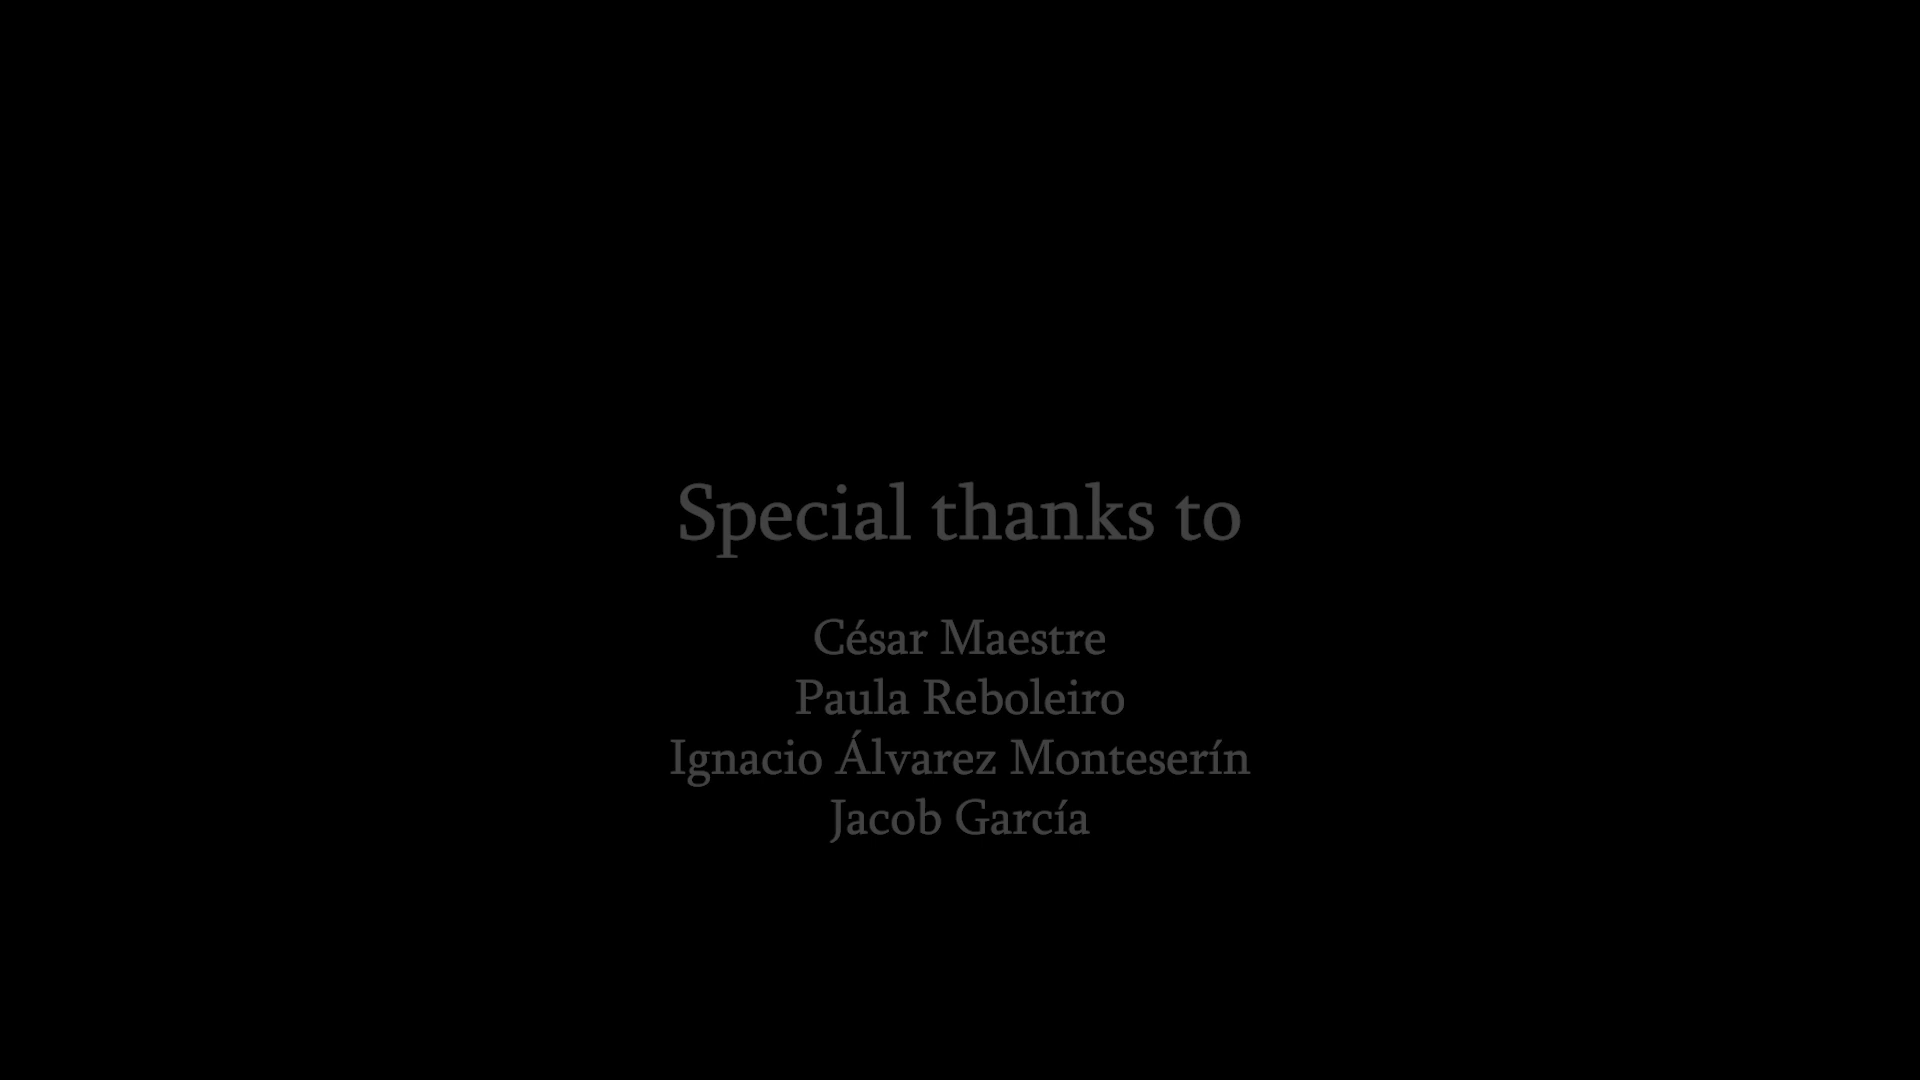 Special thanks to
César Maestre
Paula Reboleiro
Ignacio Álvarez Monteserín
Jacob García